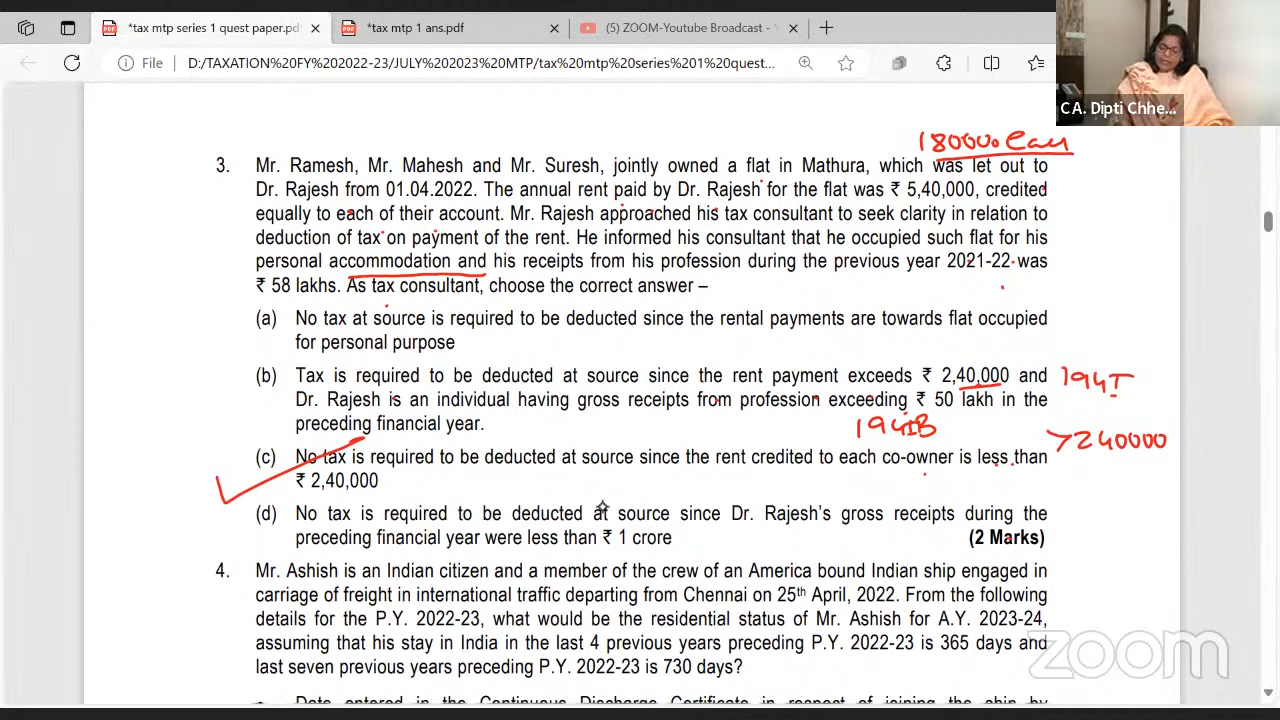 *tax mtp series 1 quest paper.pdf
*tax mtp 1 ans.pdf
(5) ZOOM-Youtube Broadcast -
File
D:/TAXATION%20FY%202022-23/JULY%202023%20MTP/tax%20mtp%20series%201%20quest...
CA. Dipti Chhe...
180000 Each
3. Mr. Ramesh, Mr. Mahesh and Mr. Suresh, jointly owned a flat in Mathura, which was let out to
Dr. Rajesh from 01.04.2022. The annual rent paid by Dr. Rajesh for the flat was ₹ 5,40,000, credited
equally to each of their account. Mr. Rajesh approached his tax consultant to seek clarity in relation to
deduction of tax on payment of the rent. He informed his consultant that he occupied such flat for his
personal accommodation and his receipts from his profession during the previous year 2021-22 was
₹ 58 lakhs. As tax consultant, choose the correct answer –
(a) No tax at source is required to be deducted since the rental payments are towards flat occupied
for personal purpose
(b) Tax is required to be deducted at source since the rent payment exceeds ₹ 2,40,000 and
194I
Dr. Rajesh is an individual having gross receipts from profession exceeding ₹ 50 lakh in the
preceding financial year.
194IB
>240000
(c) No tax is required to be deducted at source since the rent credited to each co-owner is less than
₹ 2,40,000
(d) No tax is required to be deducted at source since Dr. Rajesh's gross receipts during the
preceding financial year were less than ₹ 1 crore (2 Marks)
4. Mr. Ashish is an Indian citizen and a member of the crew of an America bound Indian ship engaged in
carriage of freight in international traffic departing from Chennai on 25th April, 2022. From the following
details for the P.Y. 2022-23, what would be the residential status of Mr. Ashish for A.Y. 2023-24,
assuming that his stay in India in the last 4 previous years preceding P.Y. 2022-23 is 365 days and
last seven previous years preceding P.Y. 2022-23 is 730 days?
Date entered in the Continuous Discharge Certificate in respect of joining the ship by
zoom